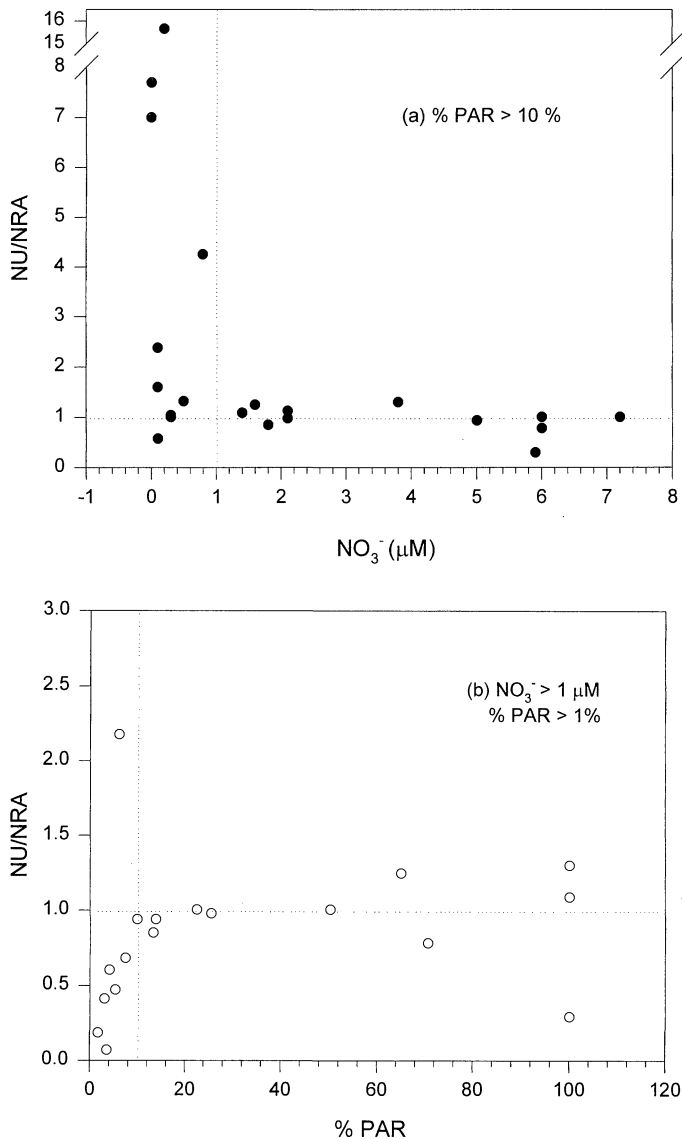 16
15
8
7
6
5
4
3
2
1
0
NU/NRA
(a) % PAR > 10 %
-1 0 1 2 3 4 5 6 7 8
NO₃⁻ (μM)
3.0
2.5
2.0
1.5
1.0
0.5
0.0
NU/NRA
(b) NO₃⁻ > 1 μM
% PAR > 1%
0 20 40 60 80 100 120
% PAR